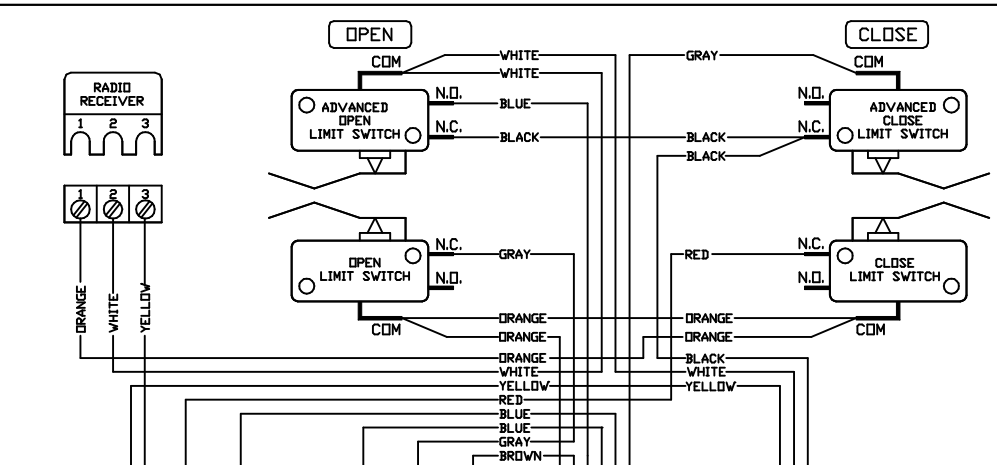 OPEN
CLOSE
COM
WHITE
GRAY
COM
WHITE
RADIO
RECEIVER
1 2 3
N.O.
BLUE
N.O.
ADVANCED
OPEN
LIMIT SWITCH
ADVANCED
CLOSE
LIMIT SWITCH
N.C.
BLACK
BLACK
N.C.
BLACK
1 2 3
N.C.
GRAY
RED
N.C.
OPEN
LIMIT SWITCH
CLOSE
LIMIT SWITCH
N.O.
N.O.
ORANGE
WHITE
YELLOW
COM
ORANGE
ORANGE
COM
ORANGE
ORANGE
ORANGE
BLACK
WHITE
WHITE
YELLOW
YELLOW
RED
BLUE
BLUE
GRAY
BROWN